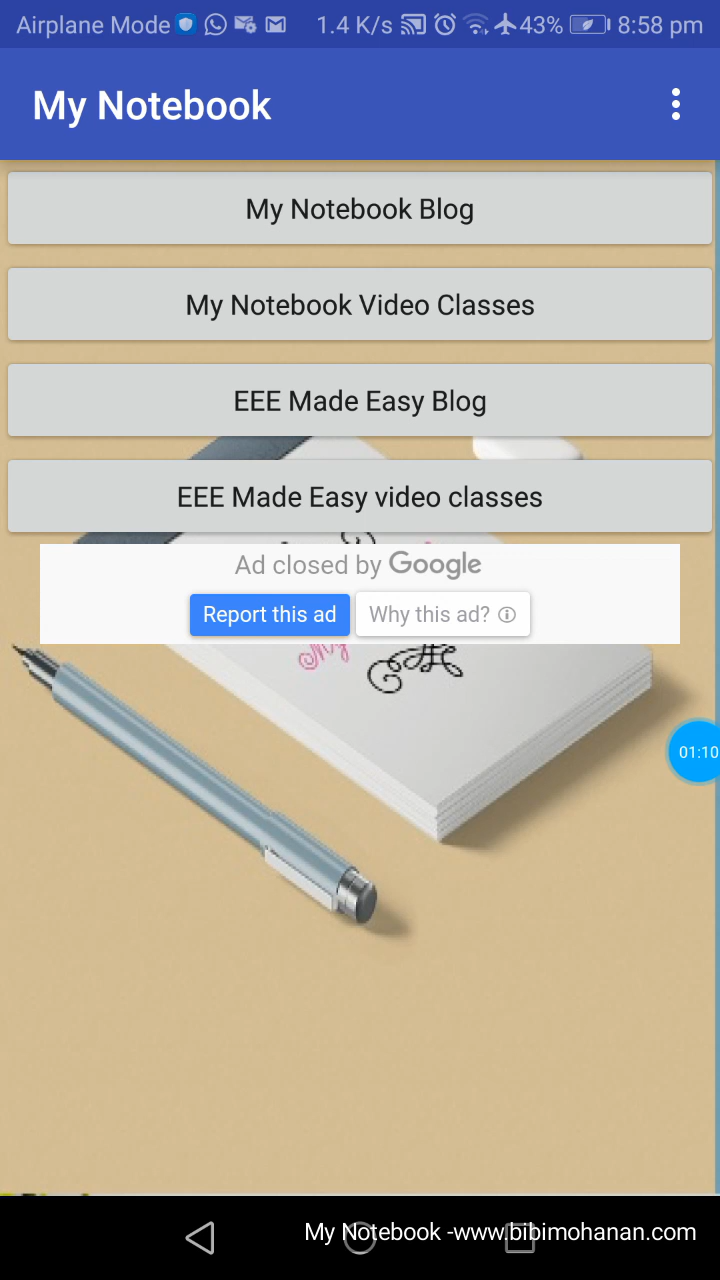 Airplane Mode 1.4 K/s 43% 8:58 pm
My Notebook
My Notebook Blog
My Notebook Video Classes
EEE Made Easy Blog
EEE Made Easy video classes
Ad closed by Google
Report this ad Why this ad?
My
01:10
My Notebook -www.bibimohanan.com